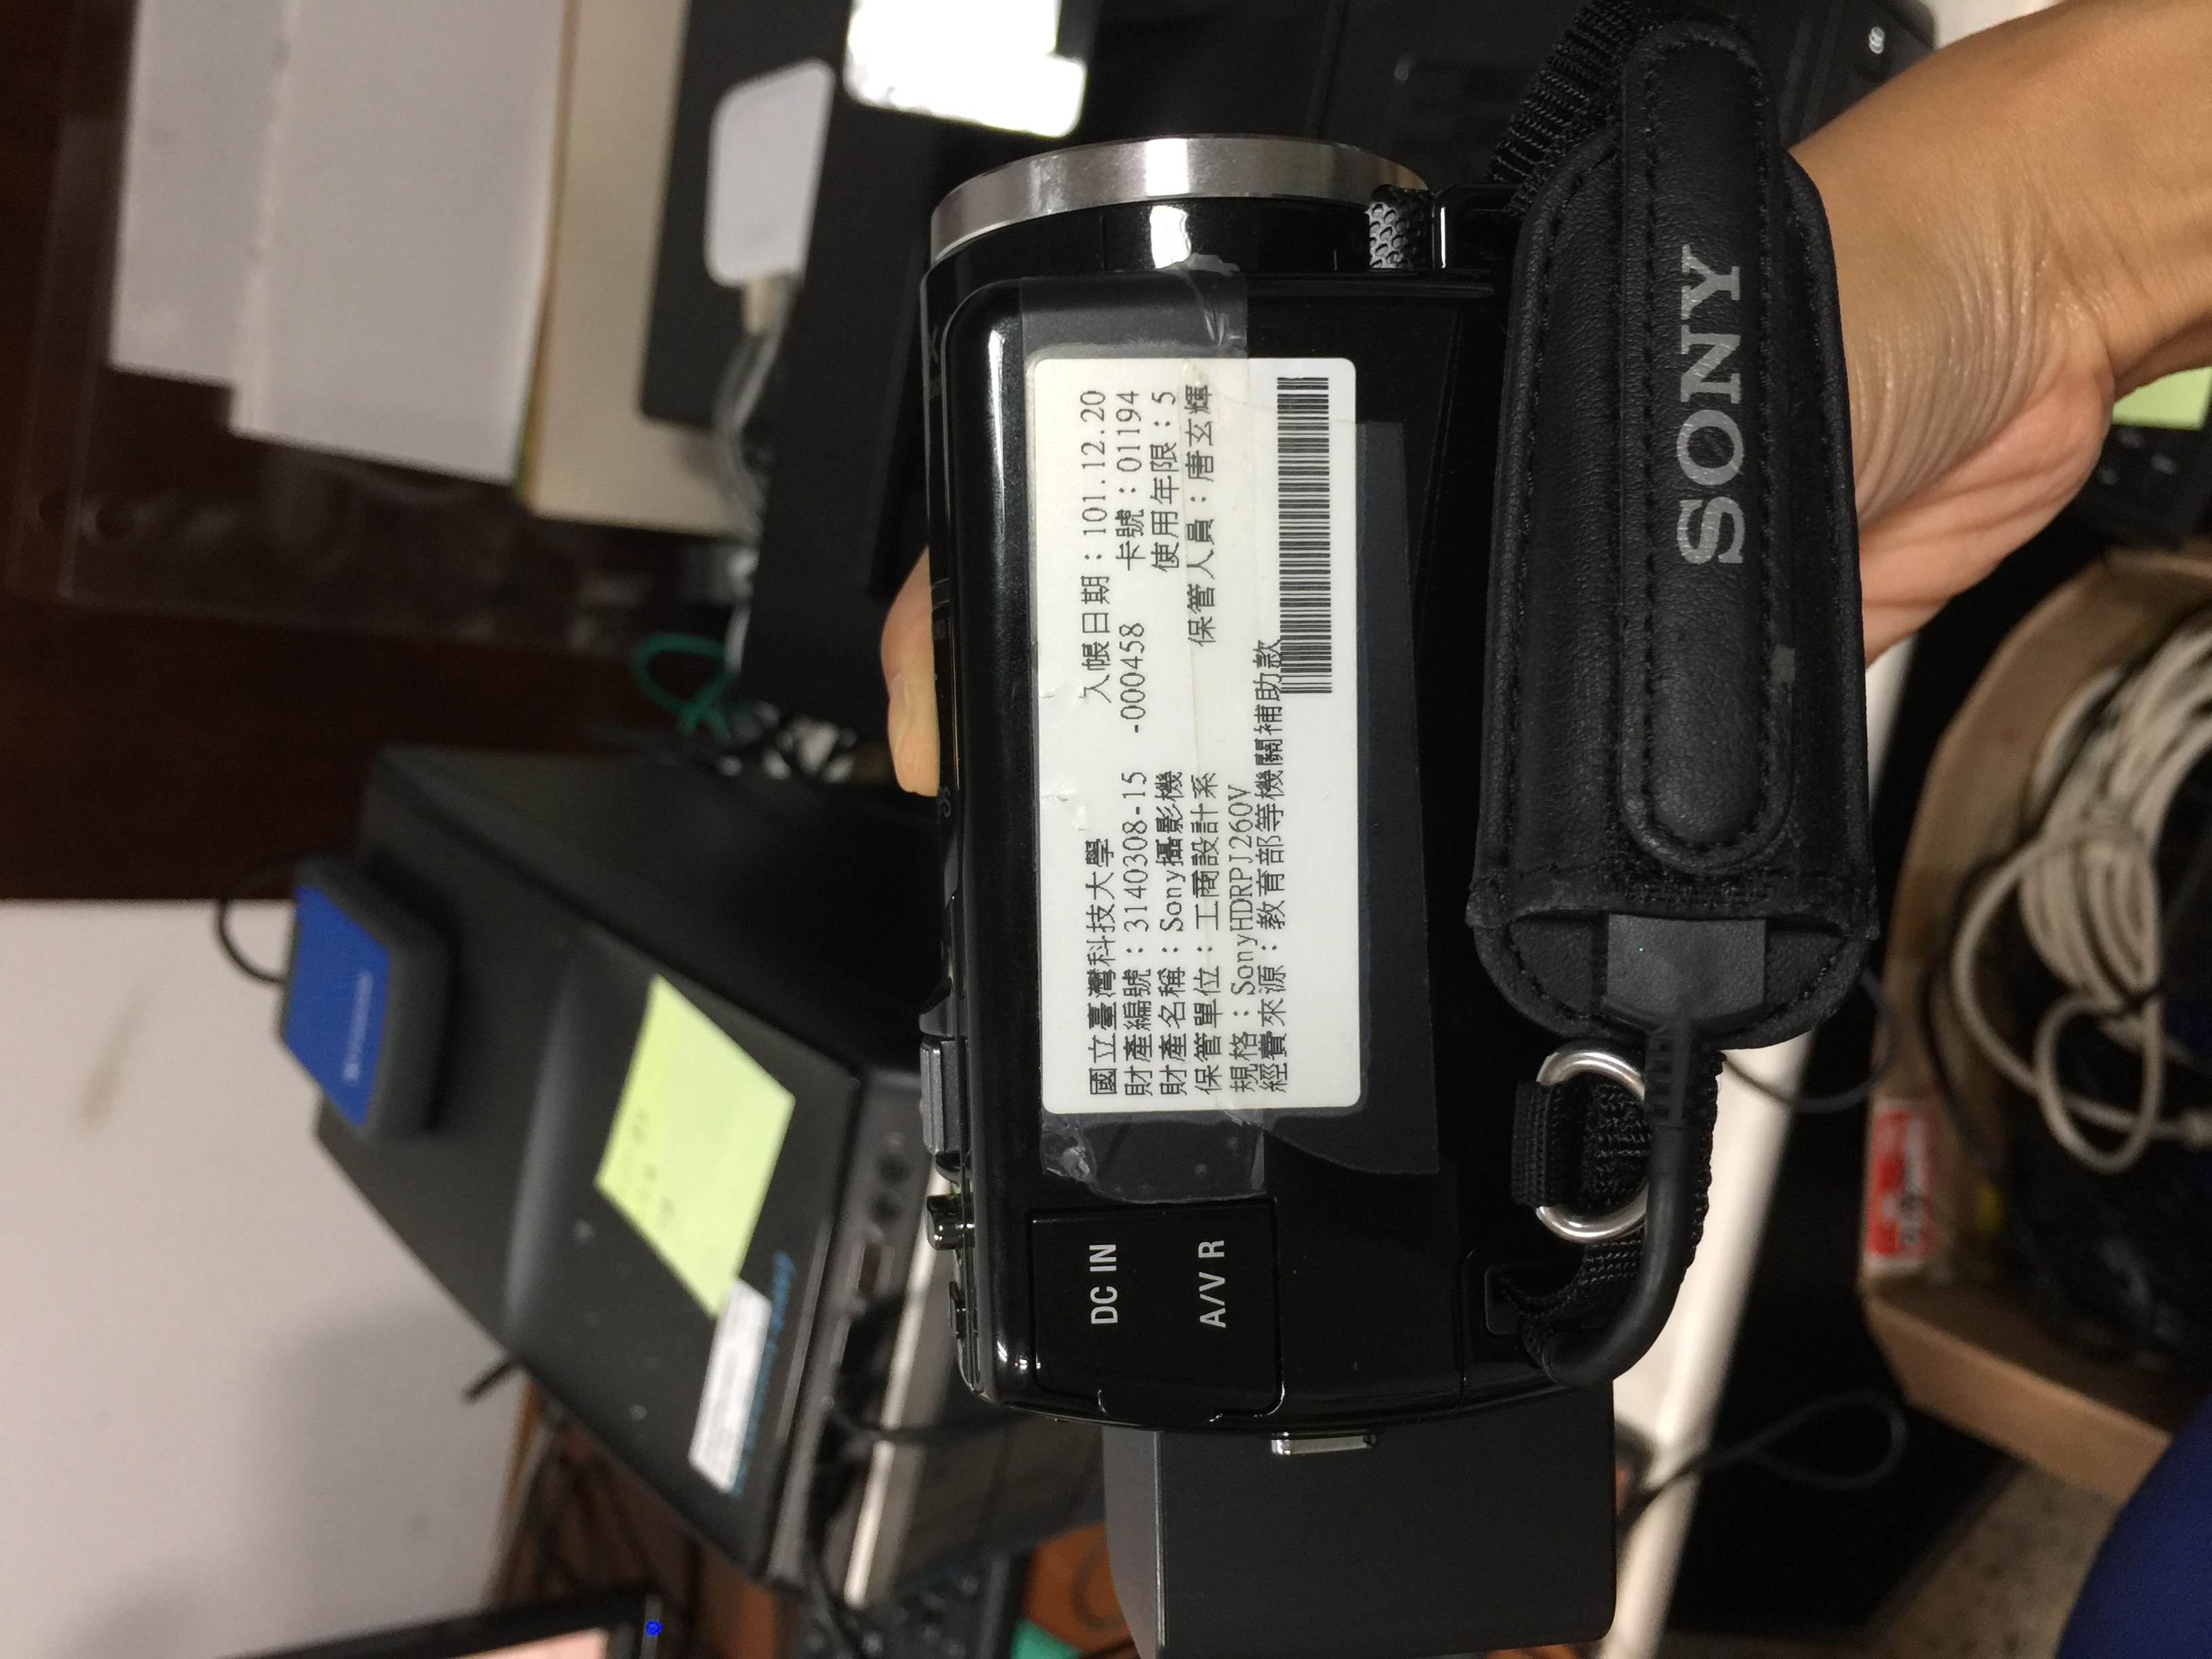 DC IN
A/V R
國立臺灣科技大學 入帳日期：101.12.20
財產編號：3140308-15 -000458 卡號：01194
財產名稱：Sony攝影機 使用年限：5
保管單位：工商設計系 保管人員：唐玄輝
規格：SonyHDRPJ260V
經費來源：教育部等機關補助款
SONY